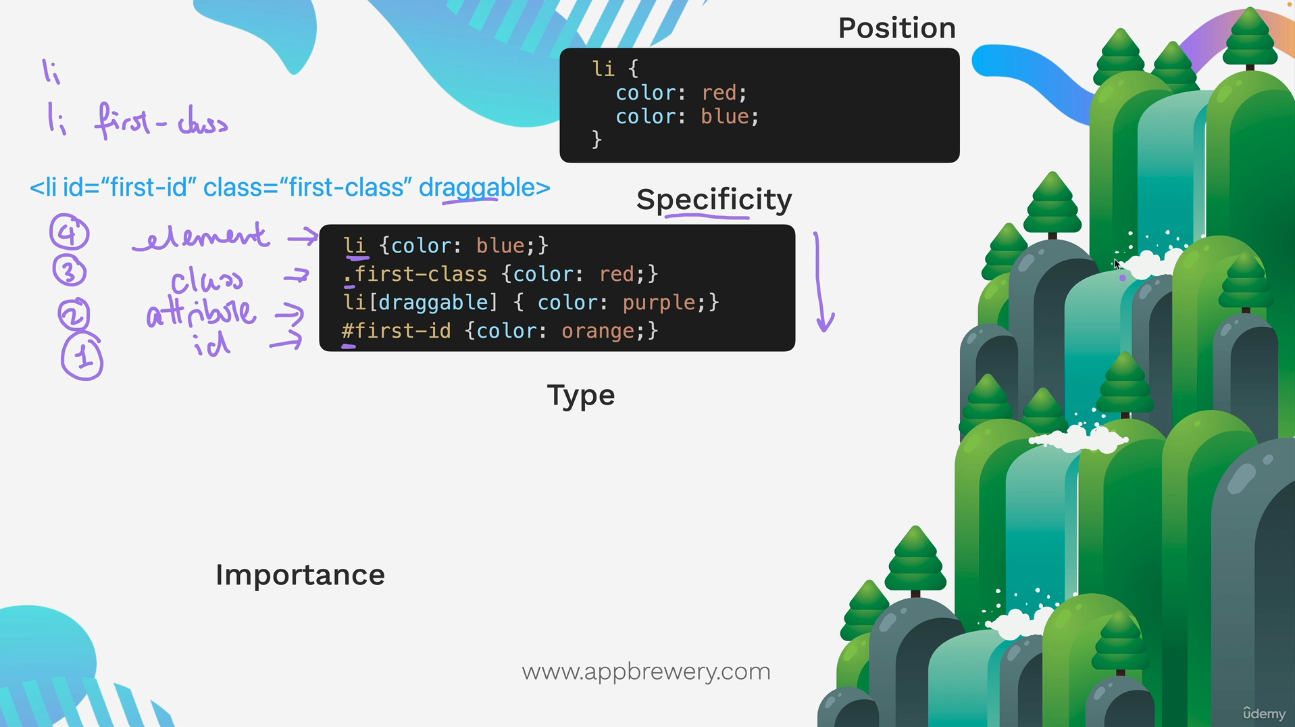 Position
li {
color: red;
color: blue;
}
li
li first-class
<li id=“first-id” class=“first-class” draggable>
Specificity
4 element → li {color: blue;}
3 class → .first-class {color: red;}
2 attribute → li[draggable] { color: purple;}
1 id → #first-id {color: orange;}
Type
Importance
www.appbrewery.com
ûdemy